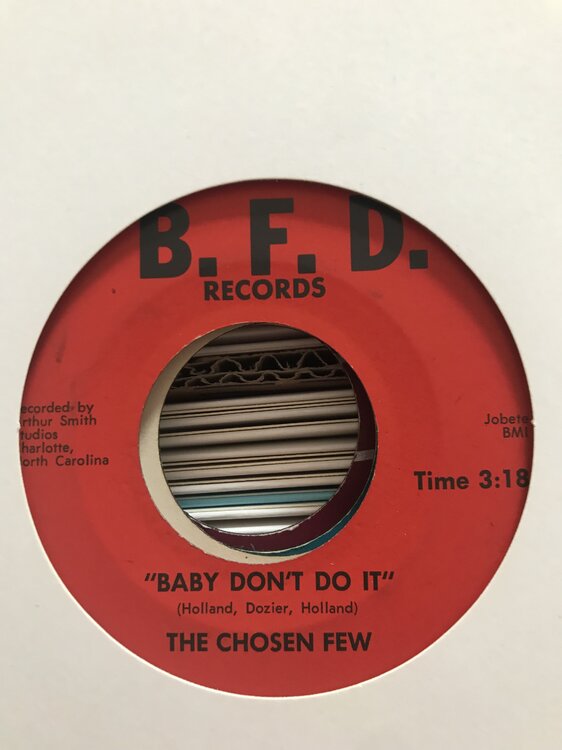 B. F. D.
RECORDS
ecorded by
rthur Smith
tudios
harlotte,
orth Carolina
Jobete
BMI
Time 3:18
"BABY DON'T DO IT"
(Holland, Dozier, Holland)
THE CHOSEN FEW